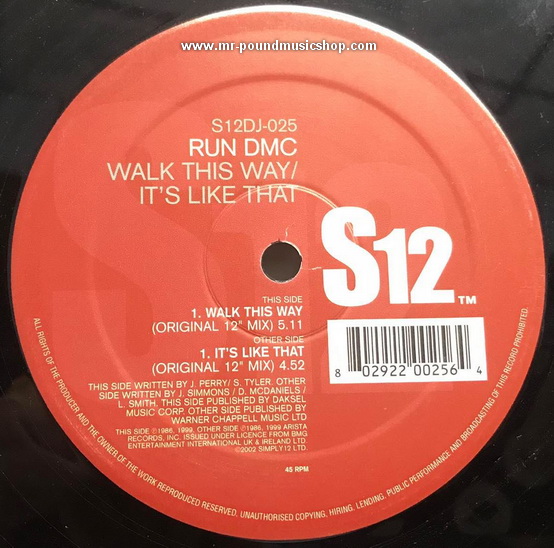 www.mr-poundmusicshop.com
S12DJ-025
RUN DMC
WALK THIS WAY/
IT'S LIKE THAT
S12 TM
THIS SIDE
1. WALK THIS WAY
(ORIGINAL 12" MIX) 5.11
OTHER SIDE
1. IT'S LIKE THAT
(ORIGINAL 12" MIX) 4.52
8 02922 00256 4
THIS SIDE WRITTEN BY J. PERRY/ S. TYLER. OTHER
SIDE WRITTEN BY J. SIMMONS / D. MCDANIELS /
L. SMITH, THIS SIDE PUBLISHED BY DAKSEL
MUSIC CORP. OTHER SIDE PUBLISHED BY
WARNER CHAPPELL MUSIC LTD
THIS SIDE ℗1986, 1999, OTHER SIDE ℗1986, 1999 ARISTA
RECORDS, INC. ISSUED UNDER LICENCE FROM BMG
ENTERTAINMENT INTERNATIONAL UK & IRELAND LTD
©2002 SIMPLY12 LTD.
45 RPM
ALL RIGHTS OF THE PRODUCER AND THE OWNER OF THE WORK REPRODUCED RESERVED. UNAUTHORISED COPYING, HIRING, LENDING, PUBLIC PERFORMANCE AND BROADCASTING OF THIS RECORD PROHIBITED.
S12